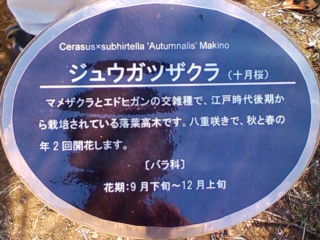 Cerasus×subhirtella 'Autumnalis' Makino
ジュウガツザクラ（十月桜）
マメザクラとエドヒガンの交雑種で、江戸時代後期か
ら栽培されている落葉高木です。八重咲きで、秋と春の
年２回開花します。
［バラ科］
花期：９月下旬～12月上旬